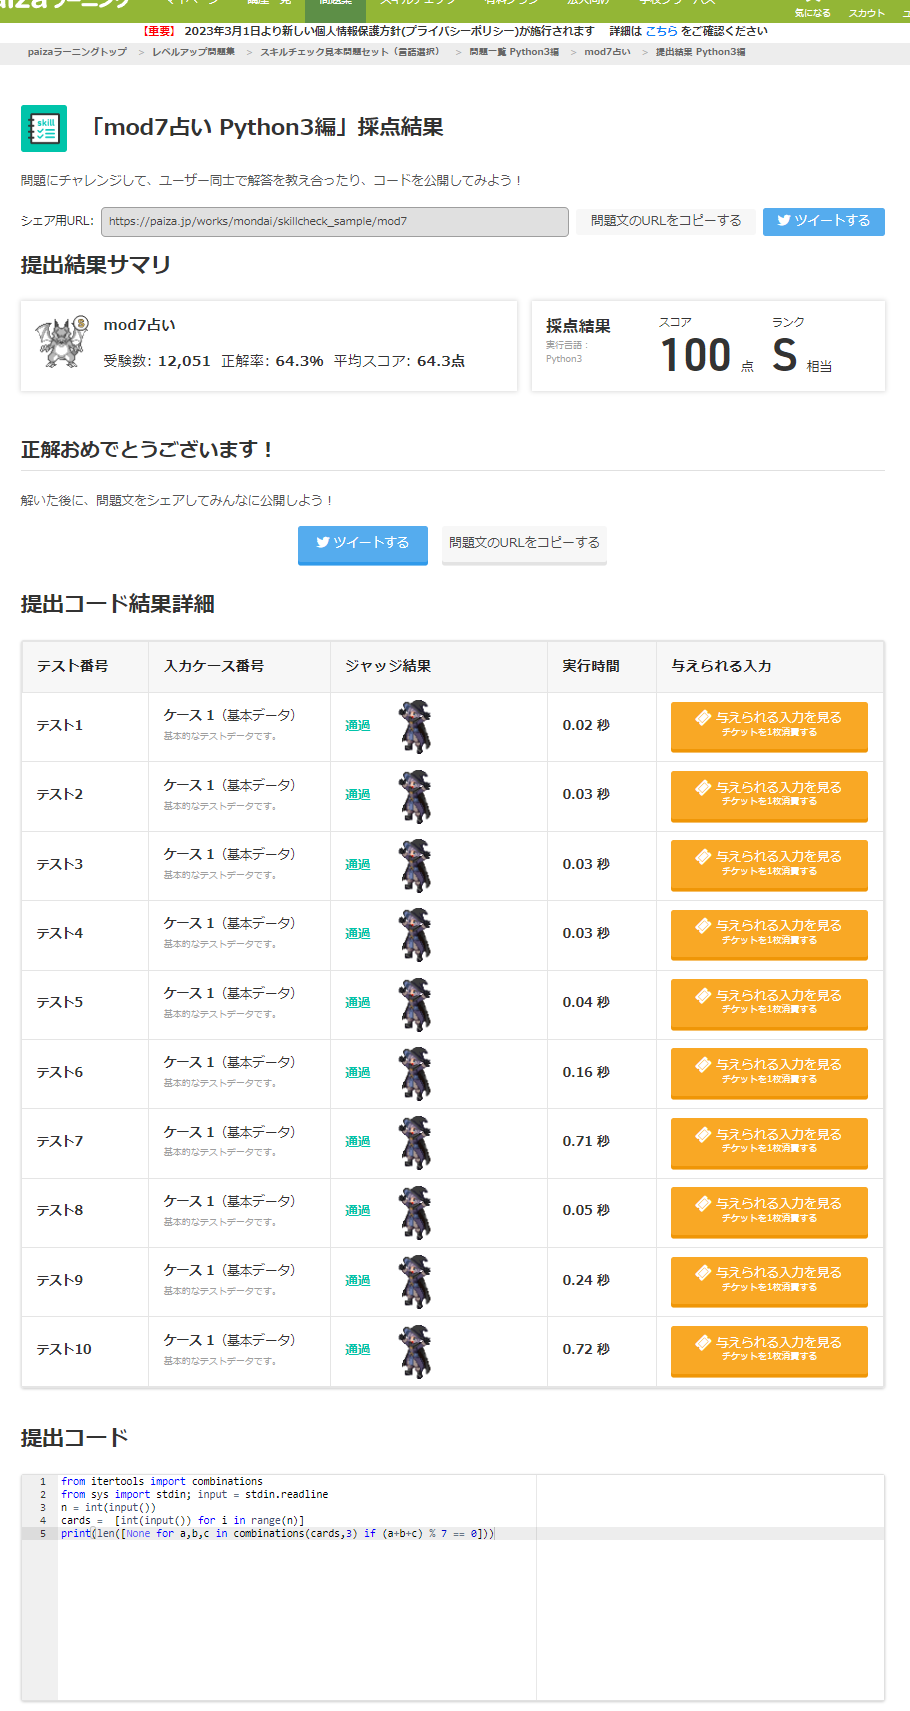 paizaラーニング
気になる スカウト
【重要】 2023年3月1日より新しい個人情報保護方針(プライバシーポリシー)が施行されます 詳細は こちら をご確認ください
paizaラーニングトップ > レベルアップ問題集 > スキルチェック見本問題セット（言語選択） > 問題一覧 Python3編 > mod7占い > 提出結果 Python3編
skill
「mod7占い Python3編」採点結果
問題にチャレンジして、ユーザー同士で解答を教え合ったり、コードを公開してみよう！
シェア用URL: https://paiza.jp/works/mondai/skillcheck_sample/mod7 問題文のURLをコピーする ツイートする
提出結果サマリ
S
mod7占い
受験数: 12,051 正解率: 64.3% 平均スコア: 64.3点
採点結果 スコア ランク
実行言語：
Python3
100 点 S 相当
正解おめでとうございます！
解いた後に、問題文をシェアしてみんなに公開しよう！
ツイートする 問題文のURLをコピーする
提出コード結果詳細
テスト番号 入力ケース番号 ジャッジ結果 実行時間 与えられる入力
テスト1 ケース 1（基本データ） 通過 0.02 秒 与えられる入力を見る
基本的なテストデータです。 チケットを1枚消費する
テスト2 ケース 1（基本データ） 通過 0.03 秒 与えられる入力を見る
基本的なテストデータです。 チケットを1枚消費する
テスト3 ケース 1（基本データ） 通過 0.03 秒 与えられる入力を見る
基本的なテストデータです。 チケットを1枚消費する
テスト4 ケース 1（基本データ） 通過 0.03 秒 与えられる入力を見る
基本的なテストデータです。 チケットを1枚消費する
テスト5 ケース 1（基本データ） 通過 0.04 秒 与えられる入力を見る
基本的なテストデータです。 チケットを1枚消費する
テスト6 ケース 1（基本データ） 通過 0.16 秒 与えられる入力を見る
基本的なテストデータです。 チケットを1枚消費する
テスト7 ケース 1（基本データ） 通過 0.71 秒 与えられる入力を見る
基本的なテストデータです。 チケットを1枚消費する
テスト8 ケース 1（基本データ） 通過 0.05 秒 与えられる入力を見る
基本的なテストデータです。 チケットを1枚消費する
テスト9 ケース 1（基本データ） 通過 0.24 秒 与えられる入力を見る
基本的なテストデータです。 チケットを1枚消費する
テスト10 ケース 1（基本データ） 通過 0.72 秒 与えられる入力を見る
基本的なテストデータです。 チケットを1枚消費する
提出コード
1 from itertools import combinations
2 from sys import stdin; input = stdin.readline
3 n = int(input())
4 cards =  [int(input()) for i in range(n)]
5 print(len([None for a,b,c in combinations(cards,3) if (a+b+c) % 7 == 0]))